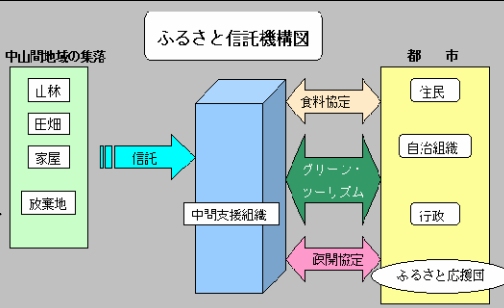 ふるさと信託機構図
中山間地域の集落
山林
田畑
家屋
放棄地
信託
中間支援組織
食料協定
グリーン・
ツーリズム
疎開協定
都 市
住民
自治組織
行政
ふるさと応援団